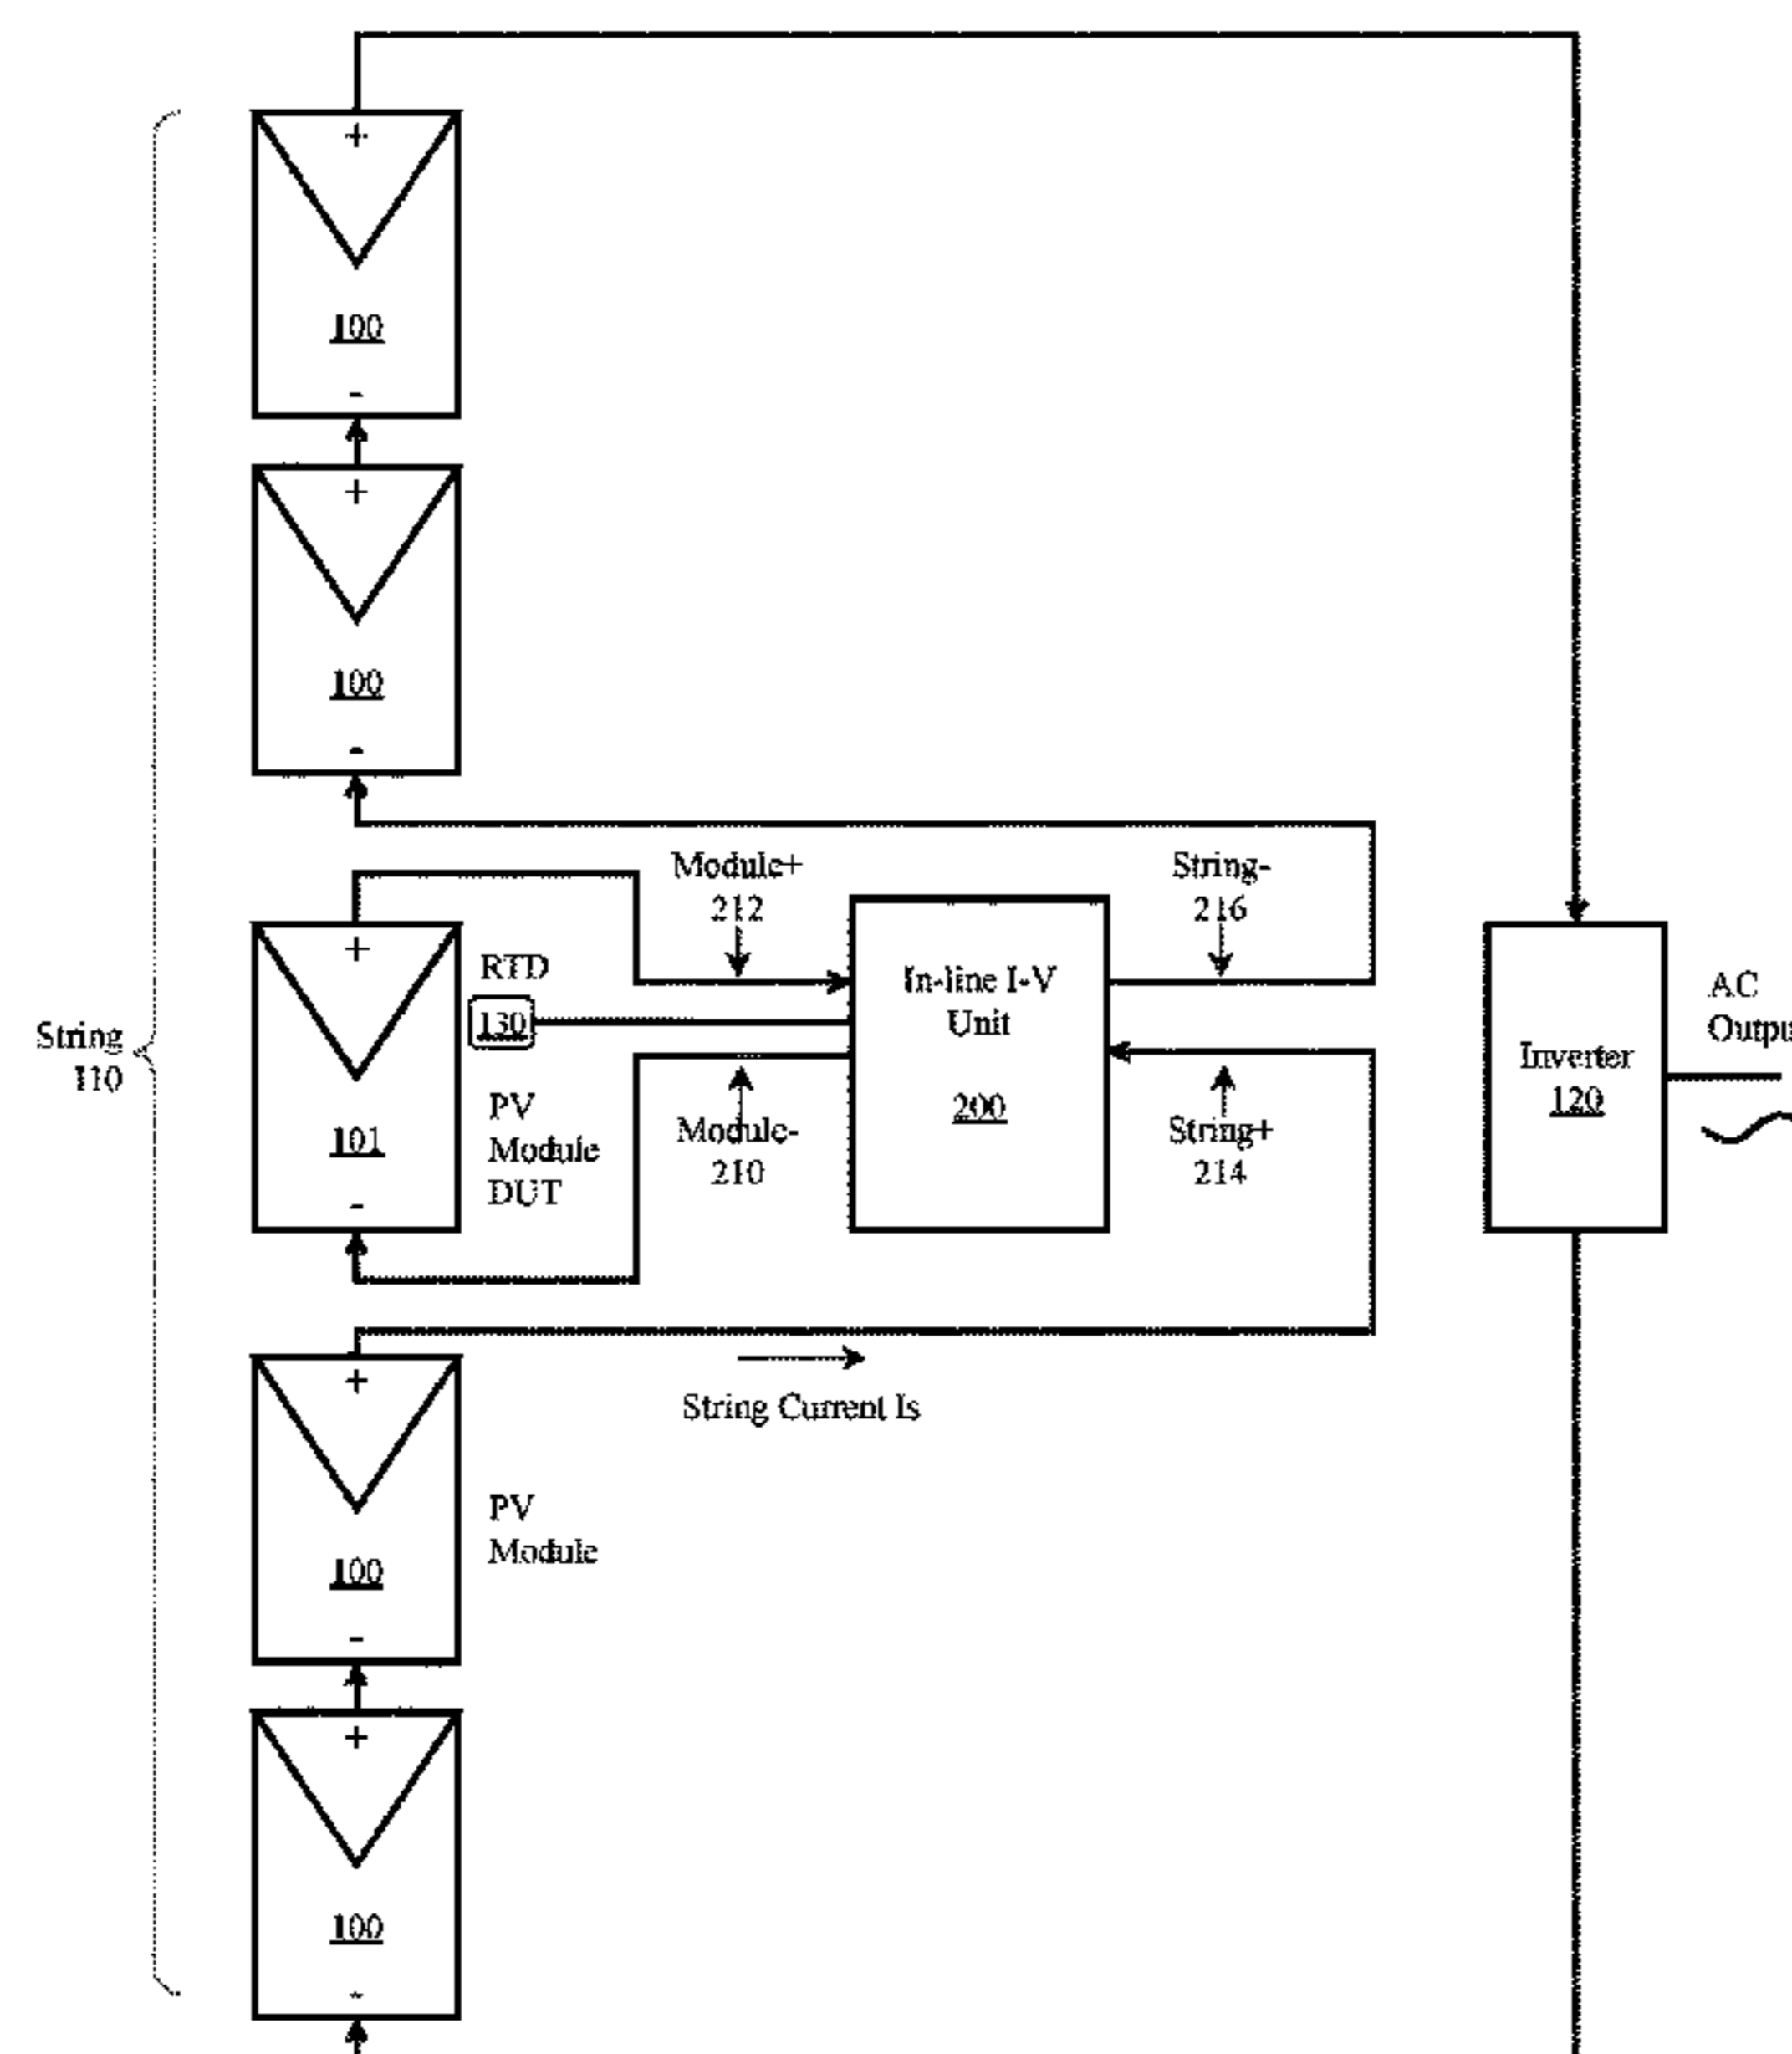 +
100
-
+
100
-
Module+
212
String-
216
+
RTD
130
In-line I-V
Unit
200
AC
Outpu
String
110
Inverter
120
PV
Module
DUT
101
-
Module-
210
String+
214
+
String Current Is
PV
Module
100
-
+
100
-